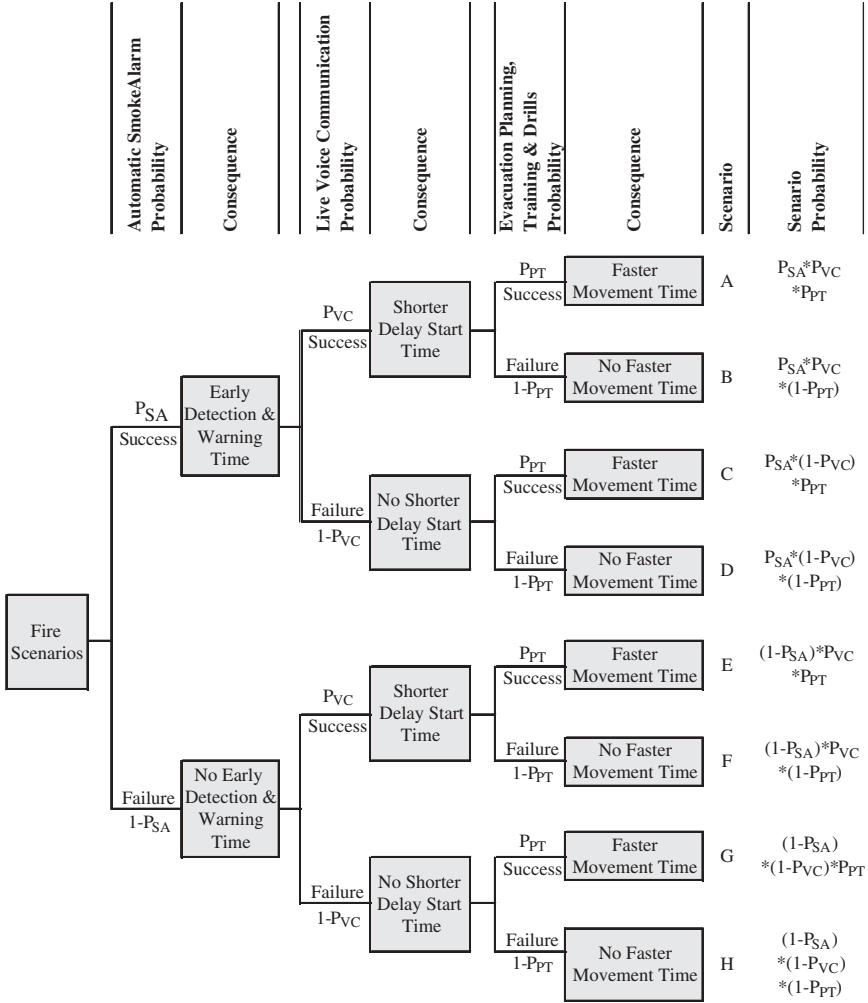 Automatic SmokeAlarm
Probability
Consequence
Live Voice Communication
Probability
Consequence
Evacuation Planning,
Training & Drills
Probability
Consequence
Scenario
Senario
Probability
Fire
Scenarios
PSA
Success
Early
Detection &
Warning
Time
PVC
Success
Shorter
Delay Start
Time
PPT
Success
Faster
Movement Time
A
PSA*PVC
*PPT
Failure
1-PPT
No Faster
Movement Time
B
PSA*PVC
*(1-PPT)
Failure
1-PVC
No Shorter
Delay Start
Time
PPT
Success
Faster
Movement Time
C
PSA*(1-PVC)
*PPT
Failure
1-PPT
No Faster
Movement Time
D
PSA*(1-PVC)
*(1-PPT)
Failure
1-PSA
No Early
Detection &
Warning
Time
PVC
Success
Shorter
Delay Start
Time
PPT
Success
Faster
Movement Time
E
(1-PSA)*PVC
*PPT
Failure
1-PPT
No Faster
Movement Time
F
(1-PSA)*PVC
*(1-PPT)
Failure
1-PVC
No Shorter
Delay Start
Time
PPT
Success
Faster
Movement Time
G
(1-PSA)
*(1-PVC)*PPT
Failure
1-PPT
No Faster
Movement Time
H
(1-PSA)
*(1-PVC)
*(1-PPT)